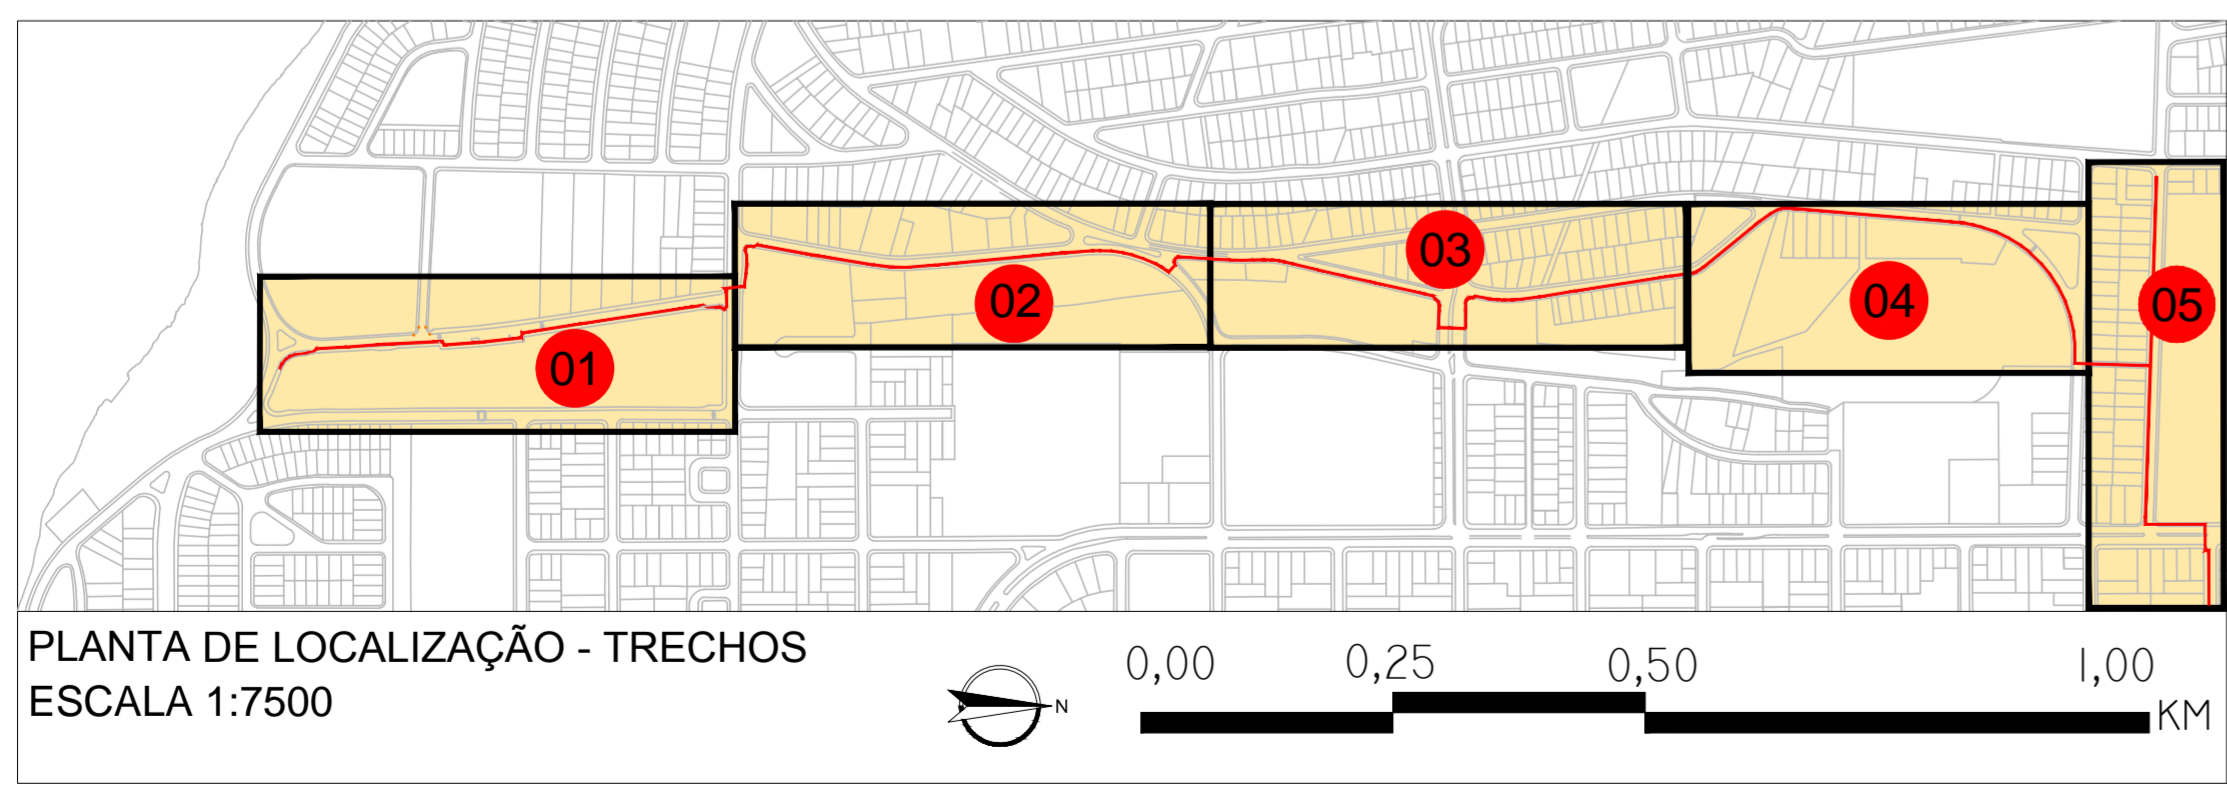 03
02
04
05
01
PLANTA DE LOCALIZAÇÃO - TRECHOS
ESCALA 1:7500
N
0,00 0,25 0,50 1,00
KM